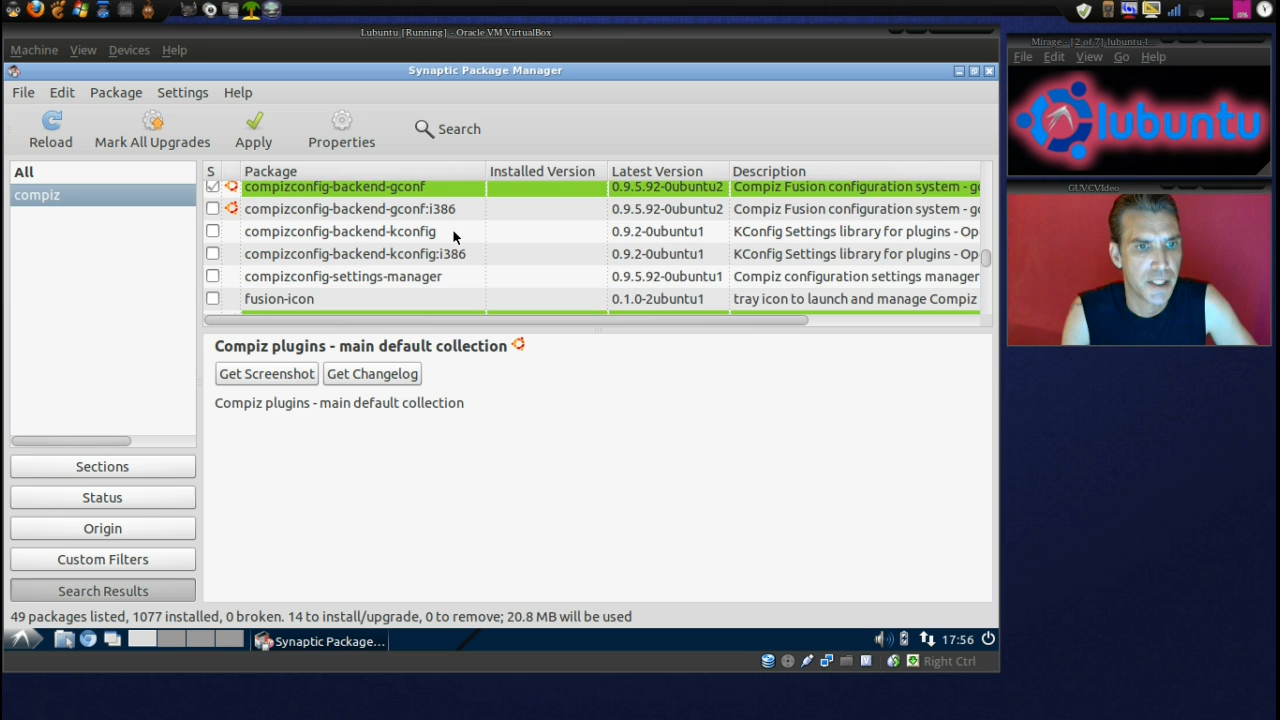 Lubuntu [Running] - Oracle VM VirtualBox
Machine View Devices Help
Synaptic Package Manager
File Edit Package Settings Help
Reload Mark All Upgrades Apply Properties Search
All
compiz
S Package Installed Version Latest Version Description
compizconfig-backend-gconf 0.9.5.92-0ubuntu2 Compiz Fusion configuration system - g
compizconfig-backend-gconf:i386 0.9.5.92-0ubuntu2 Compiz Fusion configuration system - g
compizconfig-backend-kconfig 0.9.2-0ubuntu1 KConfig Settings library for plugins - Op
compizconfig-backend-kconfig:i386 0.9.2-0ubuntu1 KConfig Settings library for plugins - Op
compizconfig-settings-manager 0.9.5.92-0ubuntu1 Compiz configuration settings manager
fusion-icon 0.1.0-2ubuntu1 tray icon to launch and manage Compiz
Compiz plugins - main default collection
Get Screenshot Get Changelog
Compiz plugins - main default collection
Sections
Status
Origin
Custom Filters
Search Results
49 packages listed, 1077 installed, 0 broken. 14 to install/upgrade, 0 to remove; 20.8 MB will be used
Synaptic Package... 17:56
Right Ctrl
Mirage - [2 of 7] lubuntu-l...
File Edit View Go Help
lubuntu
GUVCVideo